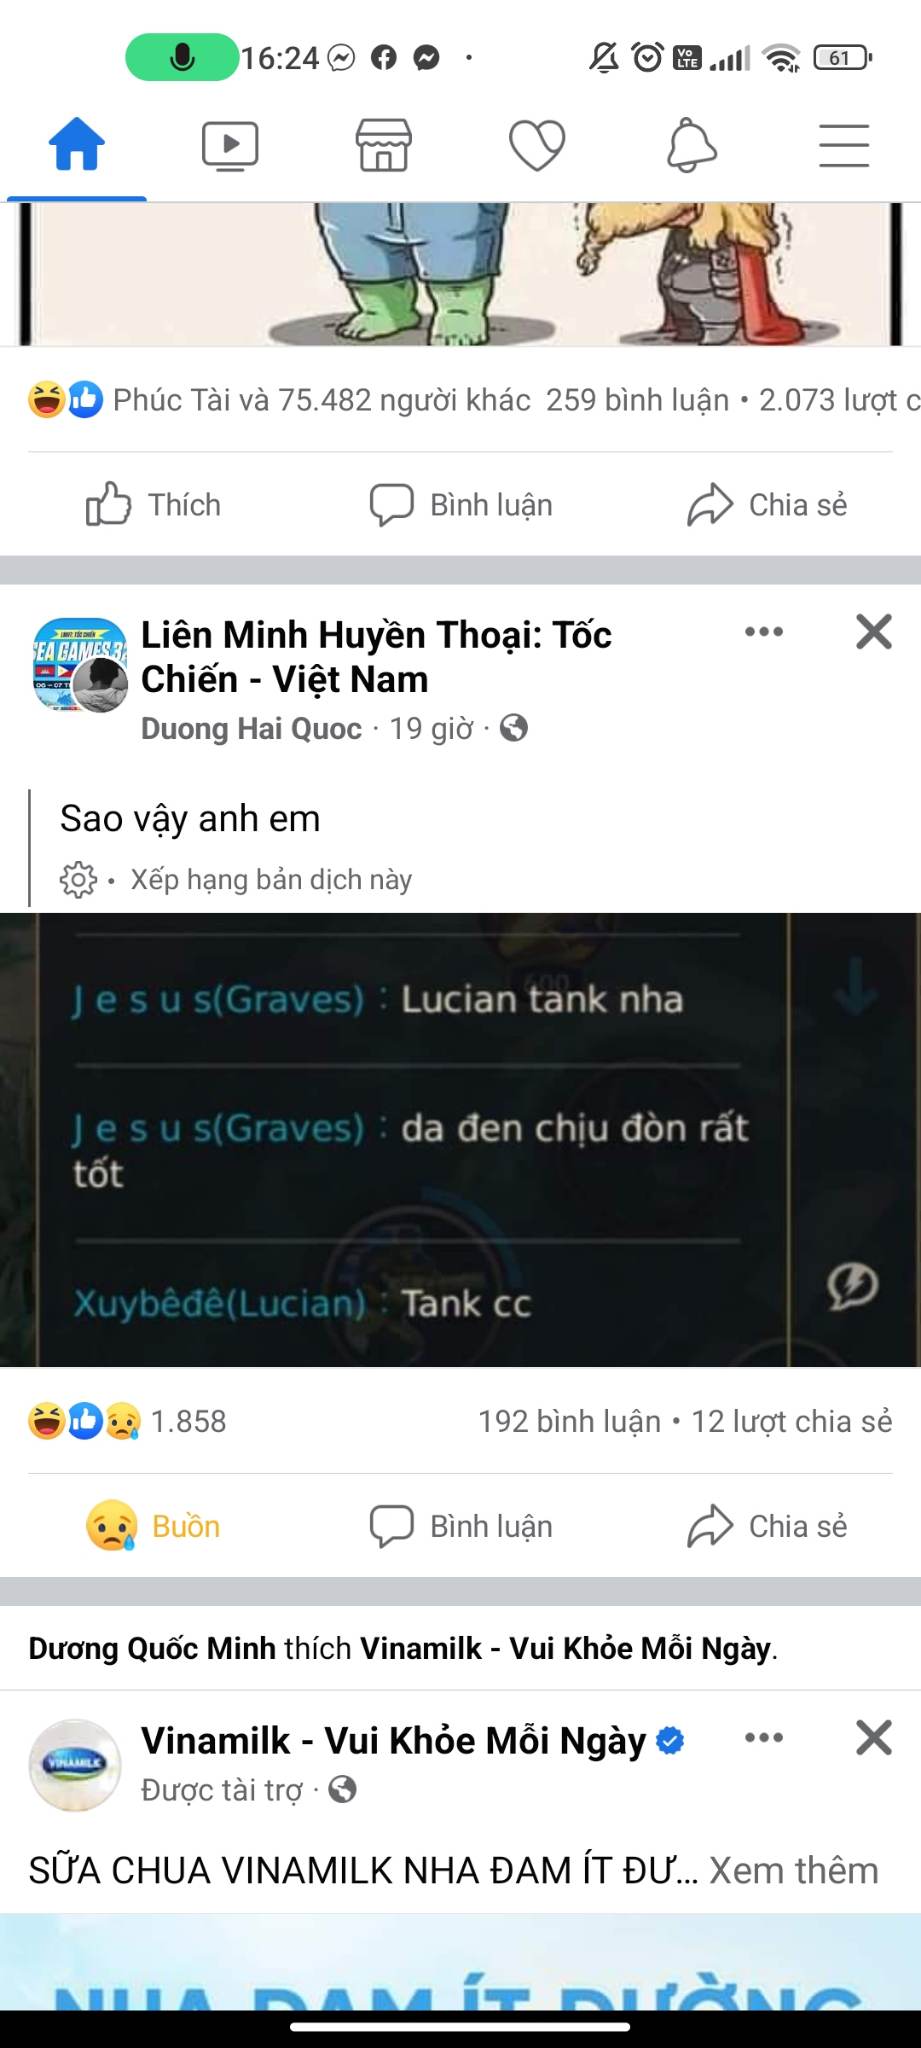 16:24
Vo LTE
61
Phúc Tài và 75.482 người khác 259 bình luận • 2.073 lượt c
Thích Bình luận Chia sẻ
Liên Minh Huyền Thoại: Tốc
Chiến - Việt Nam
Duong Hai Quoc · 19 giờ ·
Sao vậy anh em
• Xếp hạng bản dịch này
600
J e s u s(Graves) : Lucian tank nha
J e s u s(Graves) : da đen chịu đòn rất
tốt
Xuybêđê(Lucian) : Tank cc
1.858 192 bình luận • 12 lượt chia sẻ
Buồn Bình luận Chia sẻ
Dương Quốc Minh thích Vinamilk - Vui Khỏe Mỗi Ngày.
VINAMILK
Vinamilk - Vui Khỏe Mỗi Ngày
Được tài trợ ·
SỮA CHUA VINAMILK NHA ĐAM ÍT ĐƯ... Xem thêm
NHA ĐAM ÍT ĐƯỜNG